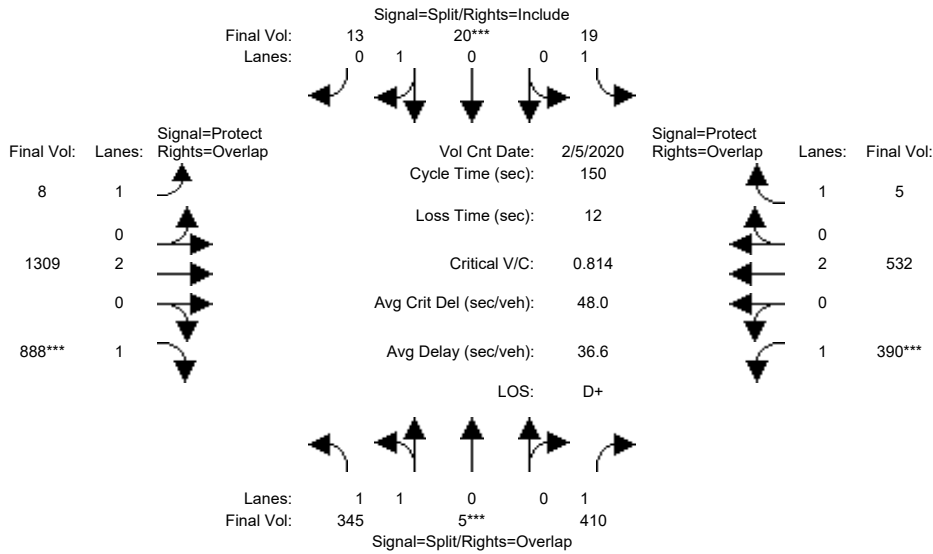 Signal=Split/Rights=Include
Final Vol: 13 20*** 19
Lanes: 0 1 0 0 1
Signal=Protect Signal=Protect
Final Vol: Lanes: Rights=Overlap Vol Cnt Date: 2/5/2020 Rights=Overlap Lanes: Final Vol:
Cycle Time (sec): 150
8 1 1 5
Loss Time (sec): 12
0 0
1309 2 Critical V/C: 0.814 2 532
0 Avg Crit Del (sec/veh): 48.0 0
888*** 1 Avg Delay (sec/veh): 36.6 1 390***
LOS: D+
Lanes: 1 1 0 0 1
Final Vol: 345 5*** 410
Signal=Split/Rights=Overlap